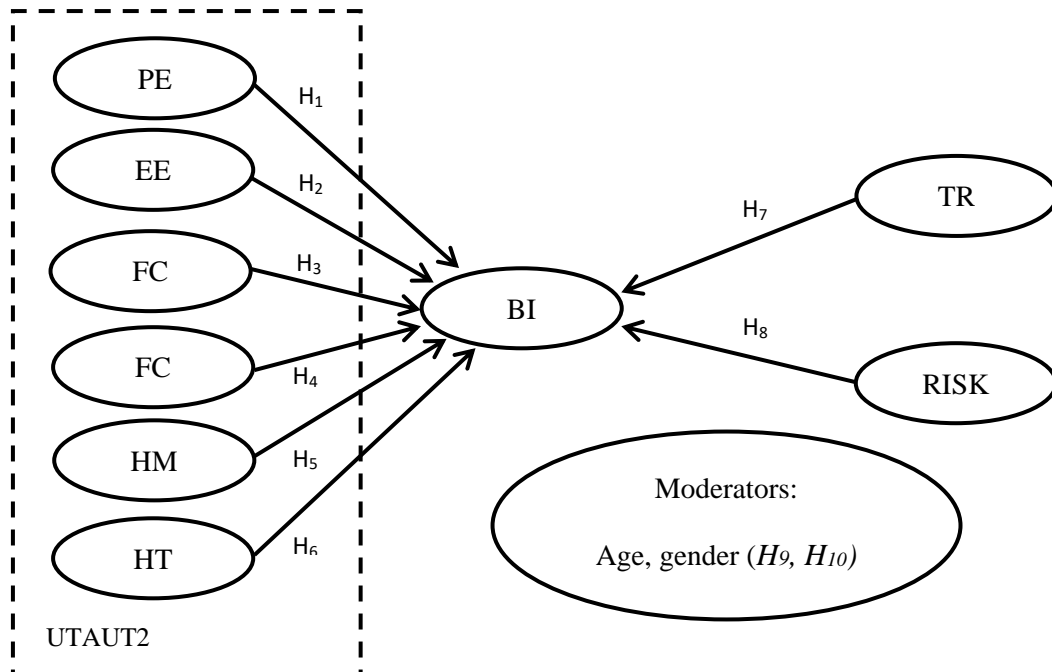 PE
H1
EE
H2
FC
H3
FC
H4
HM
H5
HT
H6
UTAUT2
BI
H7
TR
H8
RISK
Moderators:
Age, gender (H9, H10)